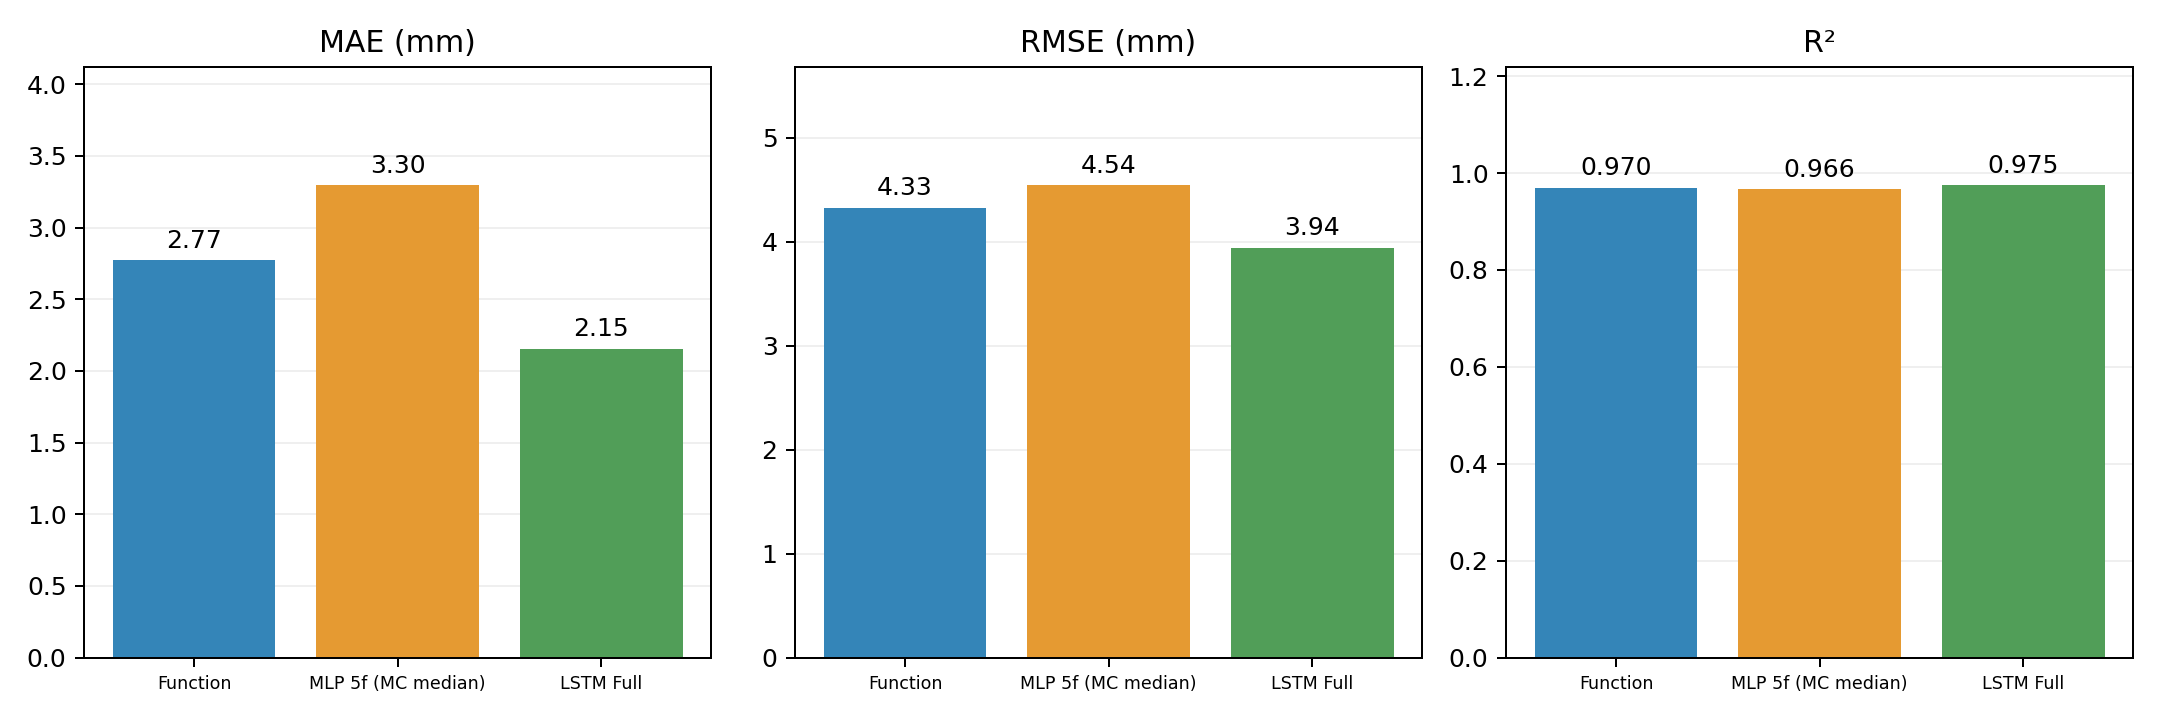 MAE (mm)
4.0
3.5
3.0
2.5
2.0
1.5
1.0
0.5
0.0
2.77
3.30
2.15
Function
MLP 5f (MC median)
LSTM Full
RMSE (mm)
5
4
3
2
1
0
4.33
4.54
3.94
Function
MLP 5f (MC median)
LSTM Full
R²
1.2
1.0
0.8
0.6
0.4
0.2
0.0
0.970
0.966
0.975
Function
MLP 5f (MC median)
LSTM Full